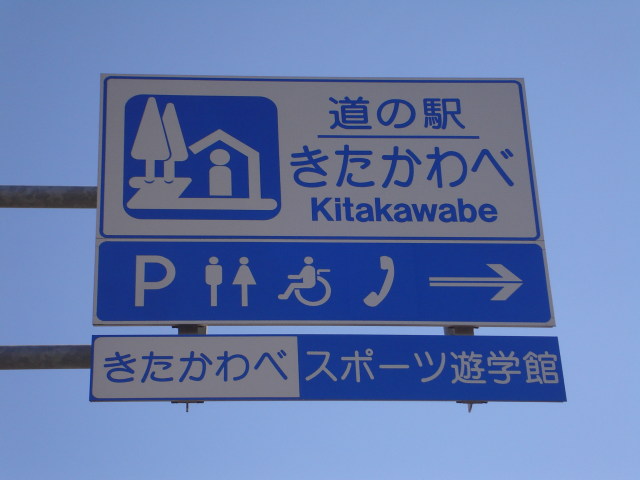 道の駅
きたかわべ
Kitakawabe
P
きたかわべ スポーツ遊学館